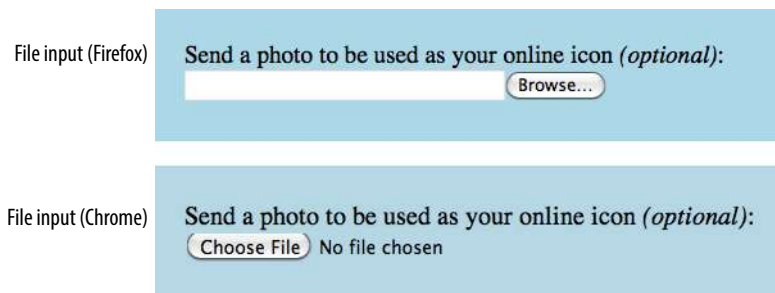 File input (Firefox)
Send a photo to be used as your online icon (optional):
Browse...
File input (Chrome)
Send a photo to be used as your online icon (optional):
Choose File No file chosen